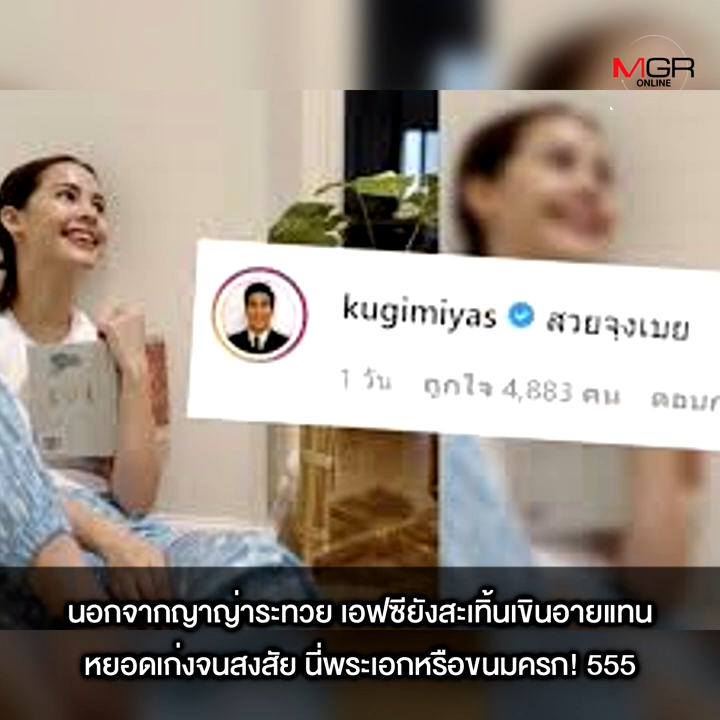 MGR
ONLINE
kugimiyas สวยจุงเบย
1 วัน ถูกใจ 4,883 คน
นอกจากญาญ่าระทวย เอฟซียังสะเทิ้นเขินอายแทน
หยอดเก่งจนสงสัย นี่พระเอกหรือขนมครก! 555